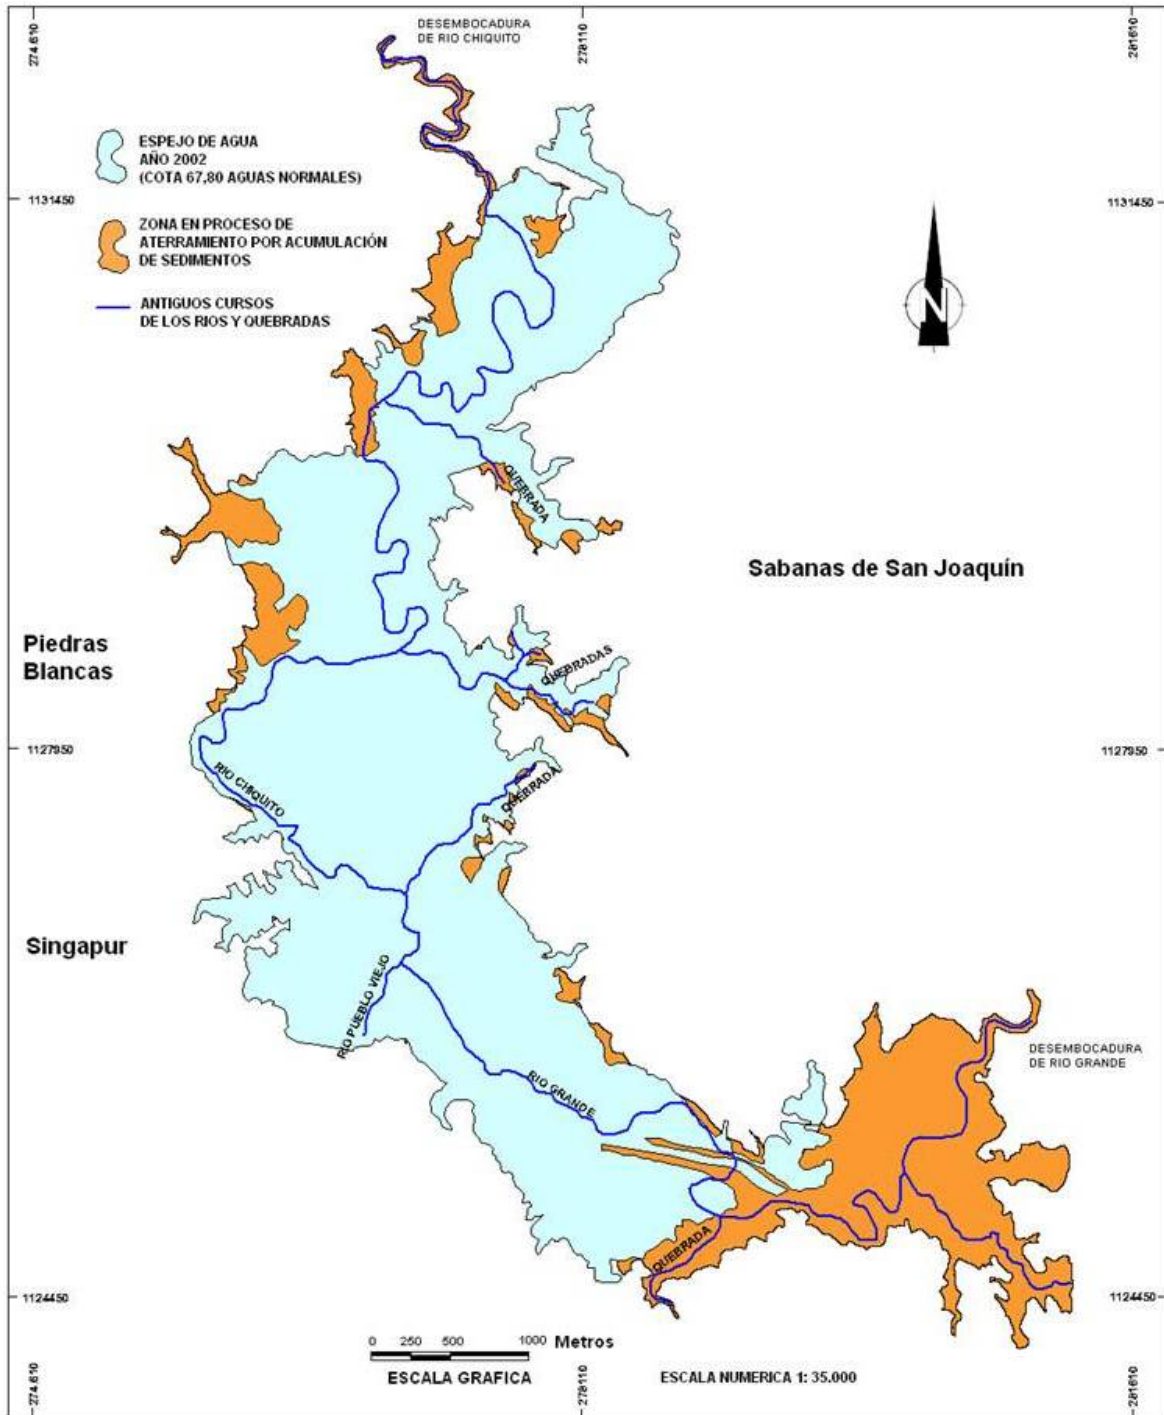 274.610
278110
281610
DESEMBOCADURA
DE RIO CHIQUITO
ESPEJO DE AGUA
AÑO 2002
(COTA 67,80 AGUAS NORMALES)
1131450
1131450
ZONA EN PROCESO DE
ATERRAMIENTO POR ACUMULACIÓN
DE SEDIMENTOS
ANTIGUOS CURSOS
DE LOS RIOS Y QUEBRADAS
N
QUEBRADA
Sabanas de San Joaquín
Piedras
Blancas
QUEBRADAS
1127950
1127950
RIO CHIQUITO
QUEBRADA
Singapur
RIO PUEBLO VIEJO
DESEMBOCADURA
DE RIO GRANDE
RIO GRANDE
QUEBRADA
1124450
1124450
0 250 500 1000 Metros
ESCALA GRAFICA
ESCALA NUMERICA 1: 35.000
274.610
278110
281610